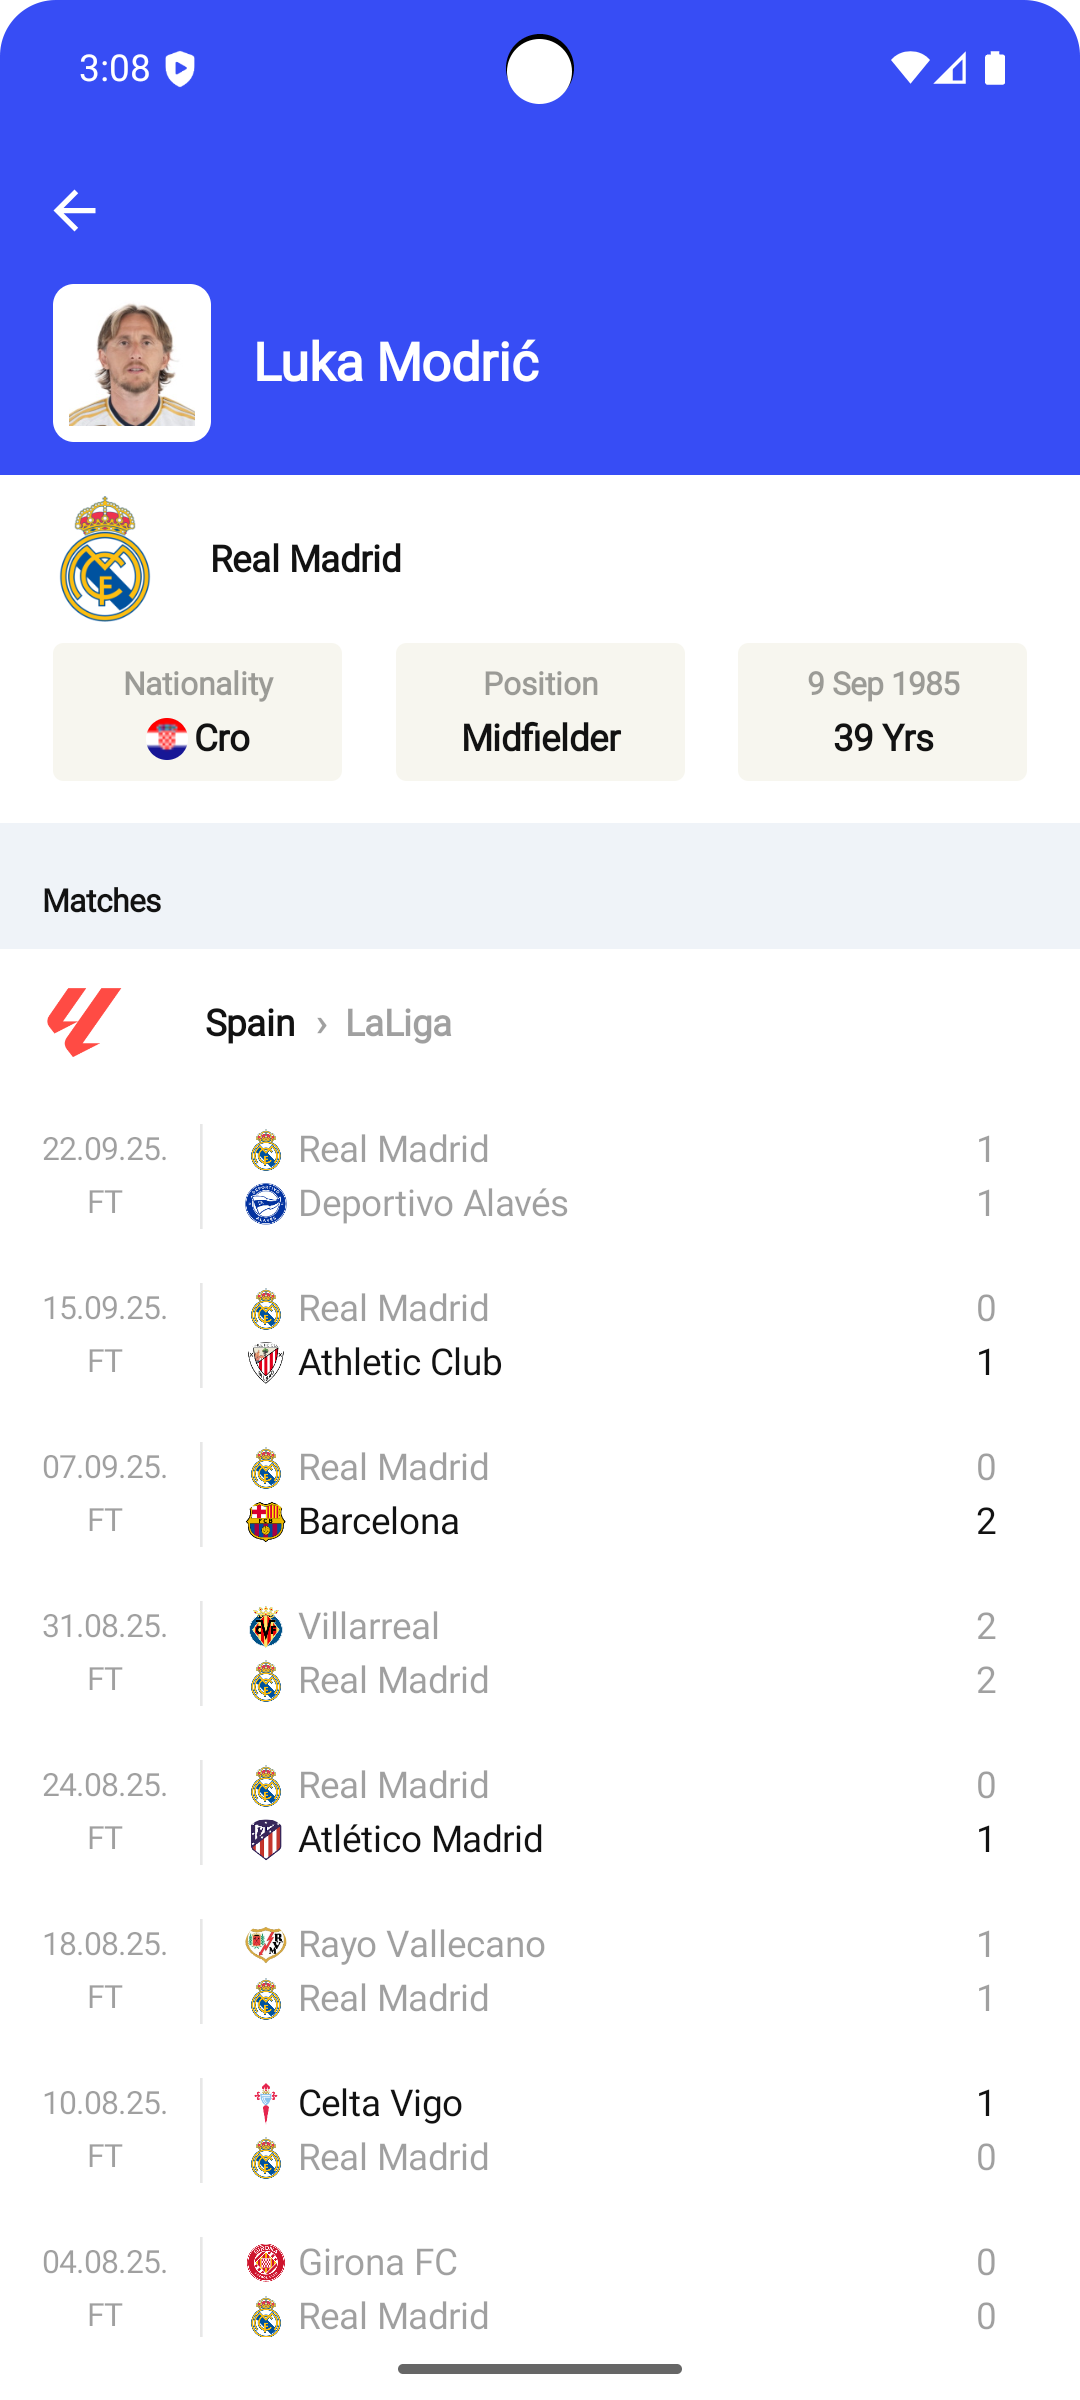 3:08
Luka Modrić
Real Madrid
Nationality
Cro
Position
Midfielder
9 Sep 1985
39 Yrs
Matches
Spain › LaLiga
22.09.25.
FT
Real Madrid 1
Deportivo Alavés 1
15.09.25.
FT
Real Madrid 0
Athletic Club 1
07.09.25.
FT
Real Madrid 0
Barcelona 2
31.08.25.
FT
Villarreal 2
Real Madrid 2
24.08.25.
FT
Real Madrid 0
Atlético Madrid 1
18.08.25.
FT
Rayo Vallecano 1
Real Madrid 1
10.08.25.
FT
Celta Vigo 1
Real Madrid 0
04.08.25.
FT
Girona FC 0
Real Madrid 0